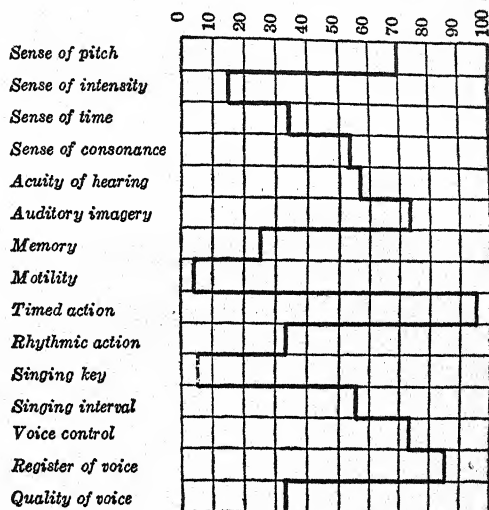 0 10 20 30 40 50 60 70 80 90 100
Sense of pitch
Sense of intensity
Sense of time
Sense of consonance
Acuity of hearing
Auditory imagery
Memory
Motility
Timed action
Rhythmic action
Singing key
Singing interval
Voice control
Register of voice
Quality of voice